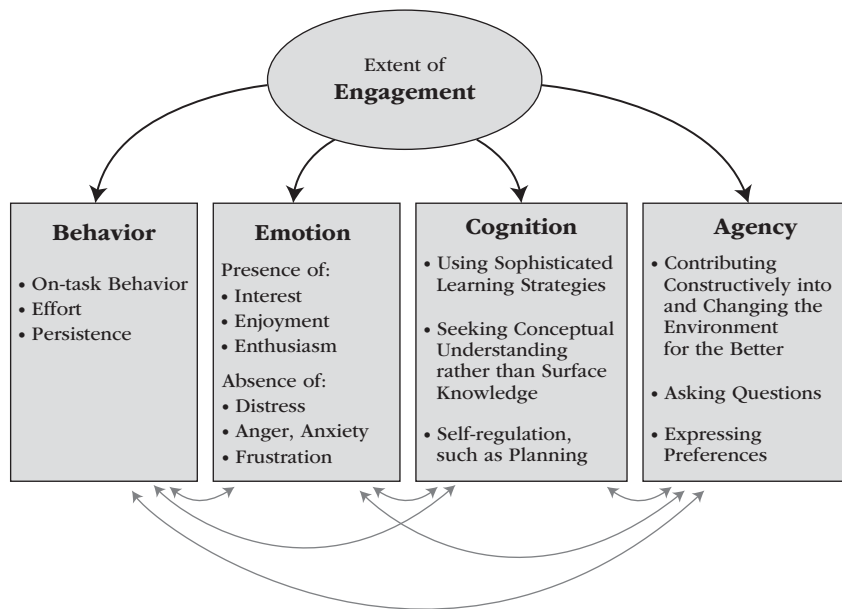 Extent of
Engagement
Behavior
• On-task Behavior
• Effort
• Persistence
Emotion
Presence of:
• Interest
• Enjoyment
• Enthusiasm
Absence of:
• Distress
• Anger, Anxiety
• Frustration
Cognition
• Using Sophisticated
Learning Strategies
• Seeking Conceptual
Understanding
rather than Surface
Knowledge
• Self-regulation,
such as Planning
Agency
• Contributing
Constructively into
and Changing the
Environment
for the Better
• Asking Questions
• Expressing
Preferences